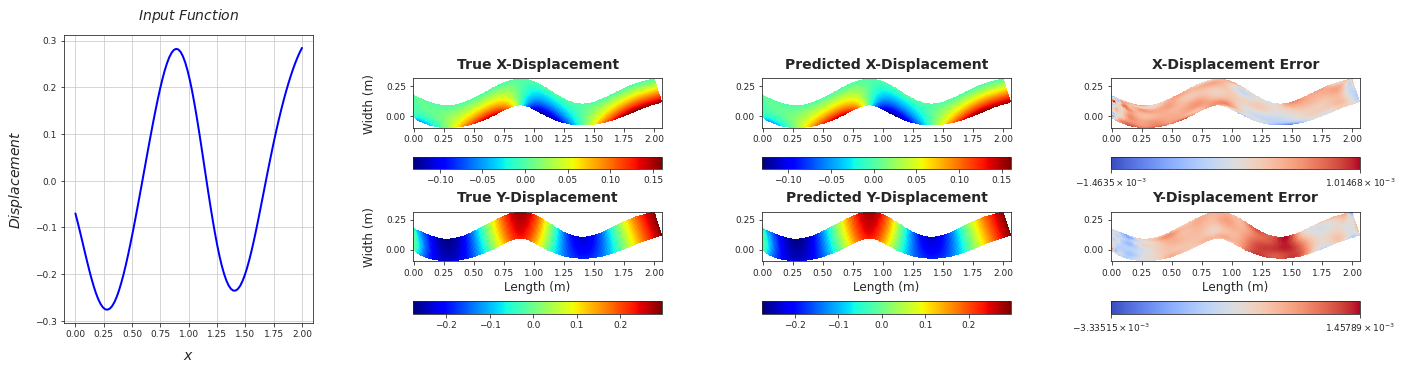 Input Function
0.3
0.2
0.1
0.0
−0.1
−0.2
−0.3
Displacement
0.00 0.25 0.50 0.75 1.00 1.25 1.50 1.75 2.00
x
True X-Displacement
Width (m)
0.25
0.00
0.00 0.25 0.50 0.75 1.00 1.25 1.50 1.75 2.00
−0.10 −0.05 0.00 0.05 0.10 0.15
Predicted X-Displacement
0.25
0.00
0.00 0.25 0.50 0.75 1.00 1.25 1.50 1.75 2.00
−0.10 −0.05 0.00 0.05 0.10 0.15
X-Displacement Error
0.25
0.00
0.00 0.25 0.50 0.75 1.00 1.25 1.50 1.75 2.00
−1.4635 × 10⁻³ 1.01468 × 10⁻³
True Y-Displacement
Width (m)
0.25
0.00
0.00 0.25 0.50 0.75 1.00 1.25 1.50 1.75 2.00
Length (m)
−0.2 −0.1 0.0 0.1 0.2
Predicted Y-Displacement
0.25
0.00
0.00 0.25 0.50 0.75 1.00 1.25 1.50 1.75 2.00
Length (m)
−0.2 −0.1 0.0 0.1 0.2
Y-Displacement Error
0.25
0.00
0.00 0.25 0.50 0.75 1.00 1.25 1.50 1.75 2.00
Length (m)
−3.33515 × 10⁻³ 1.45789 × 10⁻³